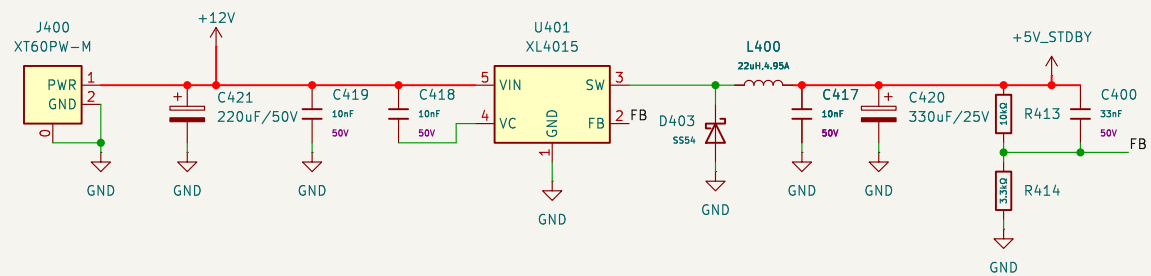 J400
XT60PW-M
PWR 1
GND 2
0
GND
+12V
C421
220uF/50V
GND
C419
10nF
50V
GND
C418
10nF
50V
U401
XL4015
5 VIN
4 VC
SW 3
FB 2 FB
GND
1
GND
D403
SS54
GND
L400
22uH,4.95A
C417
10nF
50V
GND
C420
330uF/25V
GND
+5V_STDBY
10kΩ R413
C400
33nF
50V
FB
3.3kΩ R414
GND